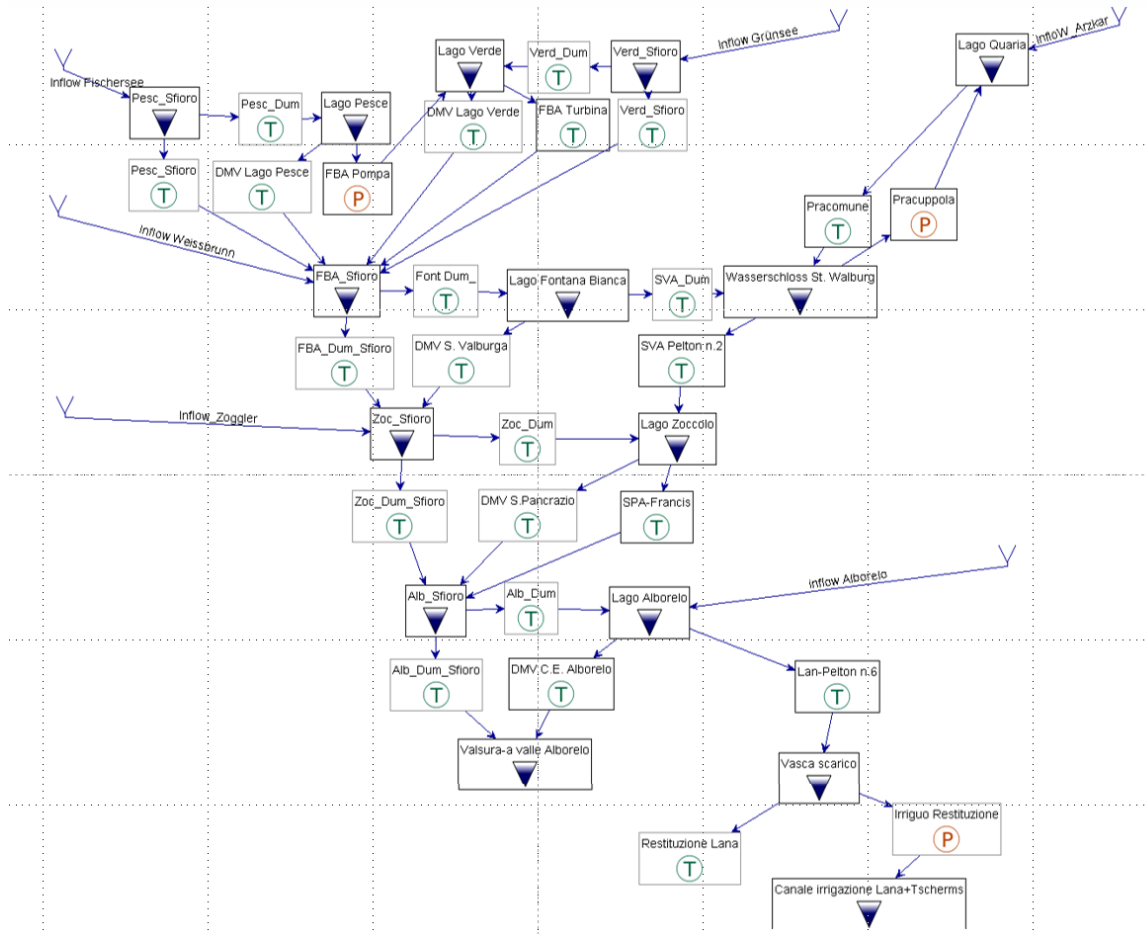 Inflow Grünsee
InfloW_Arzkar
Lago Verde
Verd_Dum
T
Verd_Sfioro
Lago Quaria
Inflow Fischersee
Pesc_Sfioro
Pesc_Dum
T
Lago Pesce
DMV Lago Verde
T
FBA Turbina
T
Verd_Sfioro
T
Pesc_Sfioro
T
DMV Lago Pesce
T
FBA Pompa
P
Pracomune
T
Pracuppola
P
Inflow Weissbrunn
FBA_Sfioro
Font Dum_
T
Lago Fontana Bianca
SVA_Dum
T
Wasserschloss St. Walburg
FBA_Dum_Sfioro
T
DMV S. Valburga
T
SVA Pelton n.2
T
Inflow_Zoggler
Zoc_Sfioro
Zoc_Dum
T
Lago Zoccolo
Zoc_Dum_Sfioro
T
DMV S.Pancrazio
T
SPA-Francis
T
inflow Alborelo
Alb_Sfioro
Alb_Dum
T
Lago Alborelo
Alb_Dum_Sfioro
T
DMV C.E. Alborelo
T
Lan-Pelton n.6
T
Valsura-a valle Alborelo
Vasca scarico
Restituzione Lana
T
Irriguo Restituzione
P
Canale irrigazione Lana+Tscherms